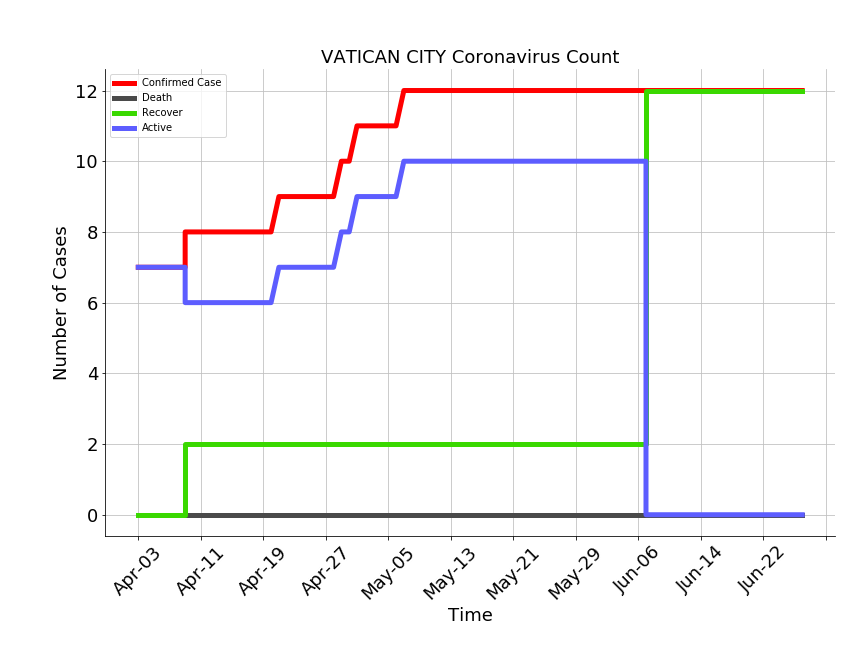 VATICAN CITY Coronavirus Count
Confirmed Case
Death
Recover
Active
12
10
8
6
4
2
0
Number of Cases
Apr-03
Apr-11
Apr-19
Apr-27
May-05
May-13
May-21
May-29
Jun-06
Jun-14
Jun-22
Time